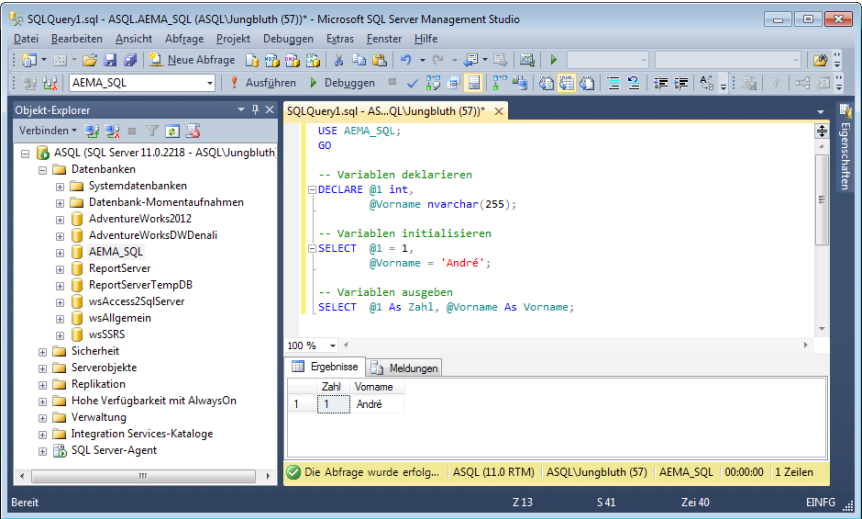 SQLQuery1.sql - ASQL.AEMA_SQL (ASQL\Jungbluth (57))* - Microsoft SQL Server Management Studio
Datei Bearbeiten Ansicht Abfrage Projekt Debuggen Extras Fenster Hilfe
Neue Abfrage
AEMA_SQL Ausführen Debuggen
Objekt-Explorer
Verbinden
ASQL (SQL Server 11.0.2218 - ASQL\Jungbluth
Datenbanken
Systemdatenbanken
Datenbank-Momentaufnahmen
AdventureWorks2012
AdventureWorksDWDenali
AEMA_SQL
ReportServer
ReportServerTempDB
wsAccess2SqlServer
wsAllgemein
wsSSRS
Sicherheit
Serverobjekte
Replikation
Hohe Verfügbarkeit mit AlwaysOn
Verwaltung
Integration Services-Kataloge
SQL Server-Agent
SQLQuery1.sql - AS...QL\Jungbluth (57))*
USE AEMA_SQL;
GO
-- Variablen deklarieren
DECLARE @1 int,
@Vorname nvarchar(255);
-- Variablen initialisieren
SELECT @1 = 1,
@Vorname = 'André';
-- Variablen ausgeben
SELECT @1 As Zahl, @Vorname As Vorname;
100 %
Ergebnisse Meldungen
Zahl Vorname
1 1 André
Die Abfrage wurde erfolg... ASQL (11.0 RTM) ASQL\Jungbluth (57) AEMA_SQL 00:00:00 1 Zeilen
Eigenschaften
Bereit Z 13 S 41 Zei 40 EINFG